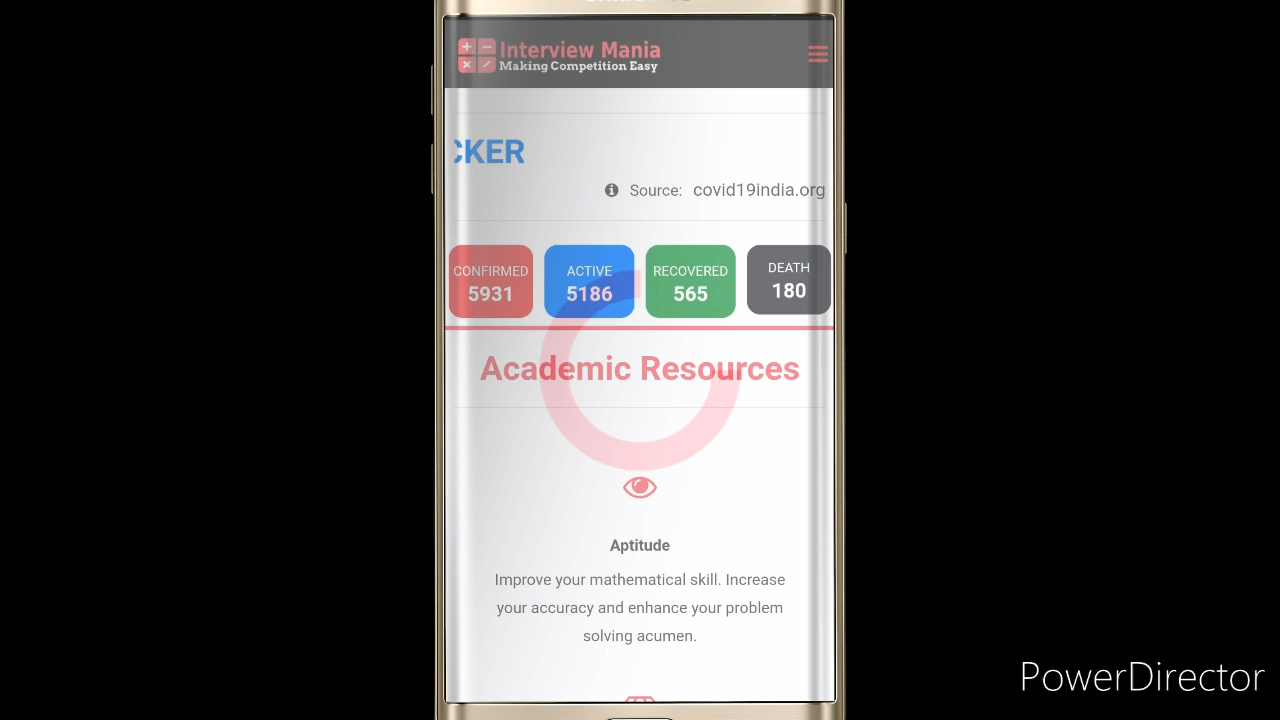 Interview Mania
Making Competition Easy
CKER
Source: covid19india.org
CONFIRMED
5931
ACTIVE
5186
RECOVERED
565
DEATH
180
Academic Resources
Aptitude
Improve your mathematical skill. Increase
your accuracy and enhance your problem
solving acumen.
PowerDirector